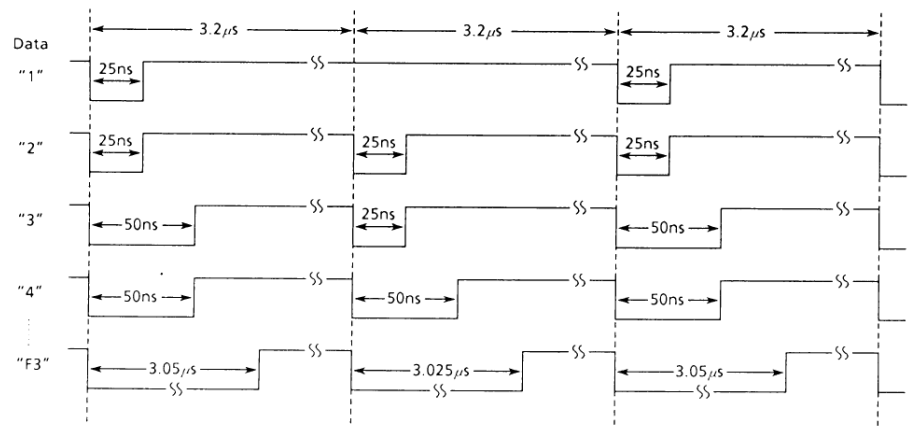 3.2μs 3.2μs 3.2μs
Data
"1" 25ns 25ns
"2" 25ns 25ns 25ns
"3" 50ns 25ns 50ns
"4" 50ns 50ns 50ns
"F3" 3.05μs 3.025μs 3.05μs